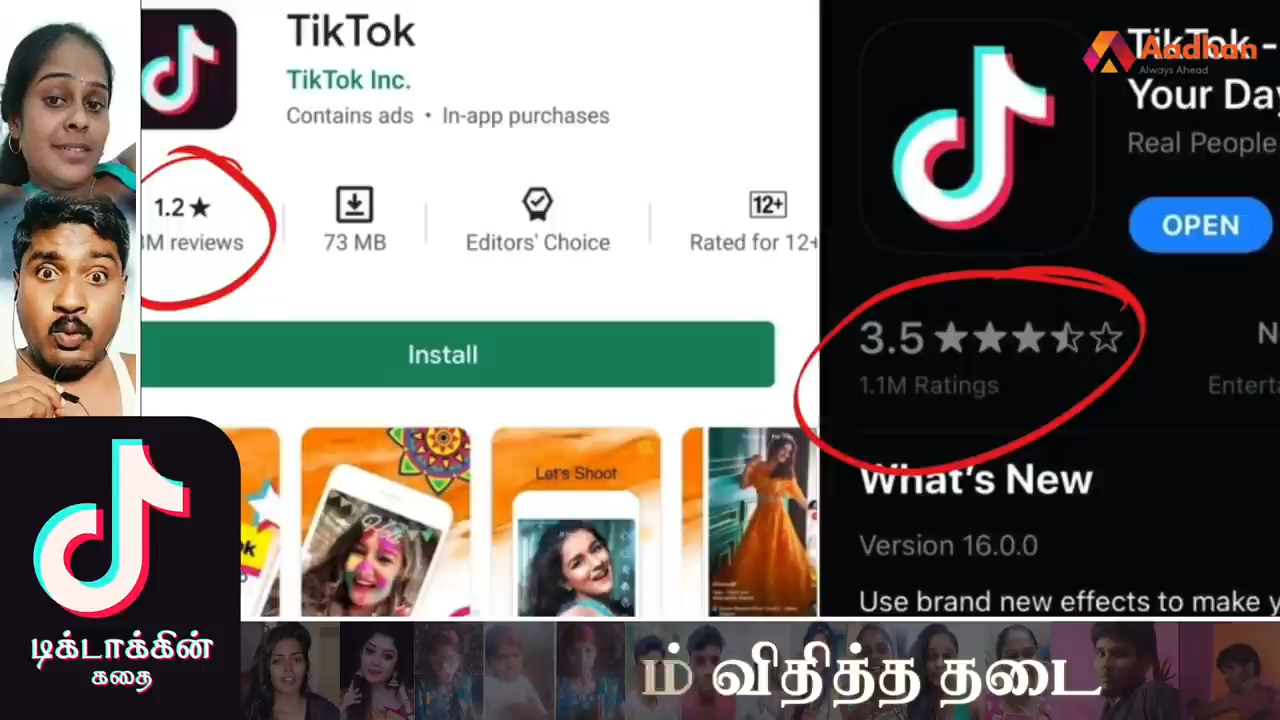 TikTok
TikTok Inc.
Contains ads • In-app purchases
1.2★
M reviews
73 MB
Editors' Choice
12+
Rated for 12+
Install
Let's Shoot
TikTok -
Your Day
Real People
Aadhan
Always Ahead
OPEN
3.5 ★★★
1.1M Ratings
What's New
Version 16.0.0
Use brand new effects to make y
டிக்டாக்கின்
கதை
ம் விதித்த தடை